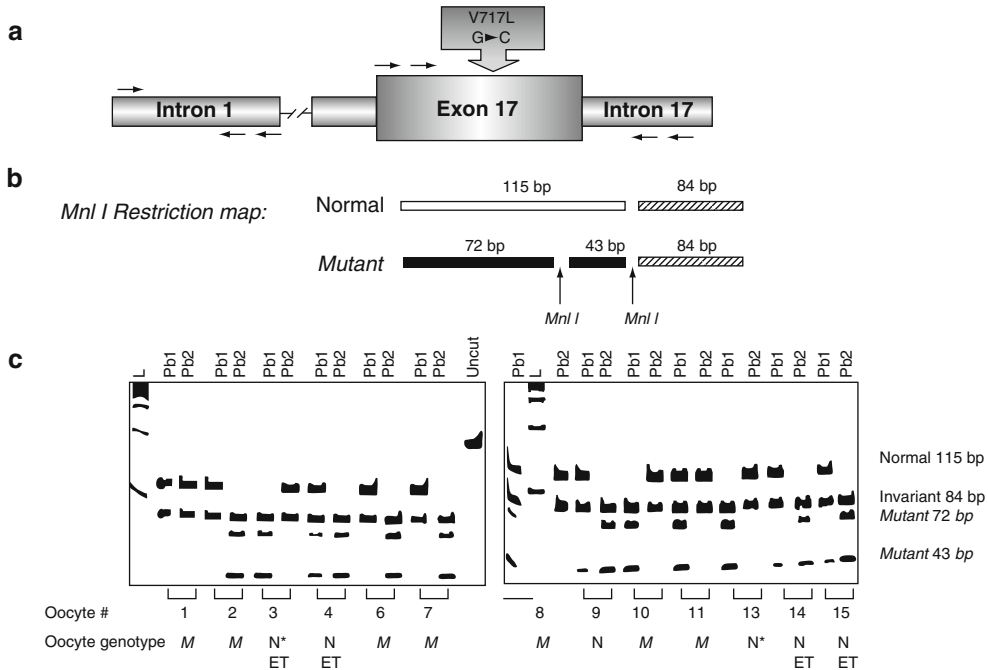 a
V717L
G►C
Intron 1
Exon 17
Intron 17
b
Mnl I Restriction map:
Normal
115 bp
84 bp
Mutant
72 bp
43 bp
84 bp
Mnl I
Mnl I
c
L
Pb1
Pb2
Pb1
Pb2
Pb1
Pb2
Pb1
Pb2
Pb1
Pb2
Pb1
Pb2
Uncut
Pb1
L
Pb2
Pb1
Pb2
Pb1
Pb2
Pb1
Pb2
Pb1
Pb2
Pb1
Pb2
Pb1
Pb2
Normal 115 bp
Invariant 84 bp
Mutant 72 bp
Mutant 43 bp
Oocyte # 1 2 3 4 6 7 8 9 10 11 13 14 15
Oocyte genotype M M N* N M M M N M M N* N N
ET ET ET ET